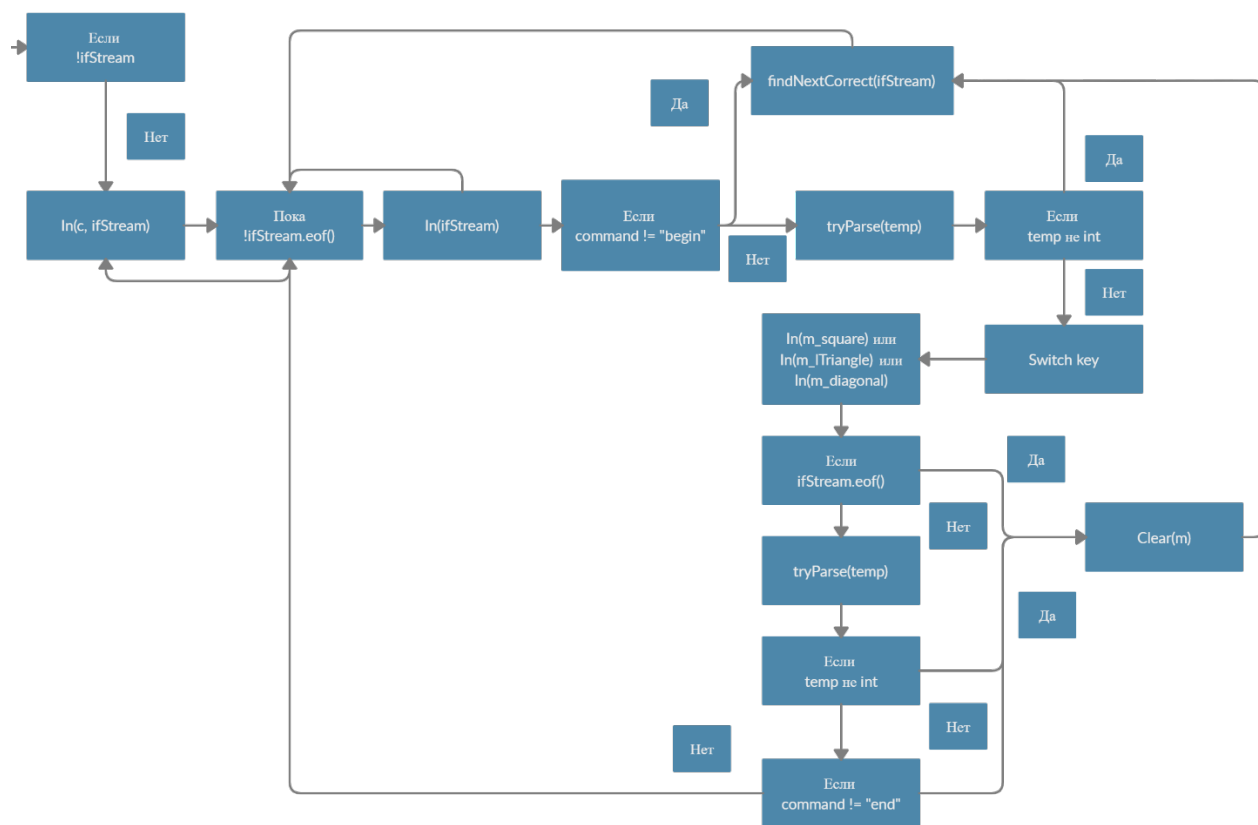 Если
!ifStream
findNextCorrect(ifStream)
Да
Нет
Да
In(c, ifStream)
Пока
!ifStream.eof()
In(ifStream)
Если
command != "begin"
tryParse(temp)
Если
temp не int
Нет
Нет
In(m_square) или
In(m_lTriangle) или
In(m_diagonal)
Switch key
Если
ifStream.eof()
Да
Нет
Clear(m)
tryParse(temp)
Да
Если
temp не int
Нет
Нет
Если
command != "end"